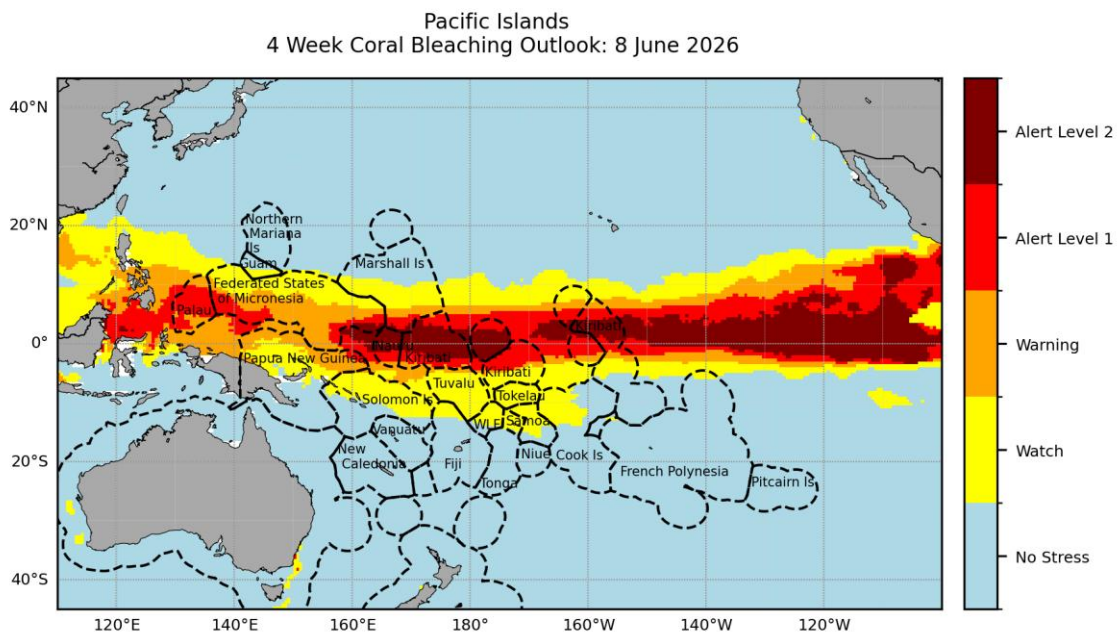 Pacific Islands
4 Week Coral Bleaching Outlook: 8 June 2026
40°N
20°N
0°
20°S
40°S
120°E
140°E
160°E
180°
160°W
140°W
120°W
Northern
Mariana
Is
Guam
Marshall Is
Federated States
of Micronesia
Palau
Nauru
Kiribati
Kiribati
Papua New Guinea
Kiribati
Tuvalu
Solomon Is
Tokelau
WLF
Samoa
Vanuatu
New
Caledonia
Fiji
Niue
Cook Is
Tonga
French Polynesia
Pitcairn Is
Alert Level 2
Alert Level 1
Warning
Watch
No Stress